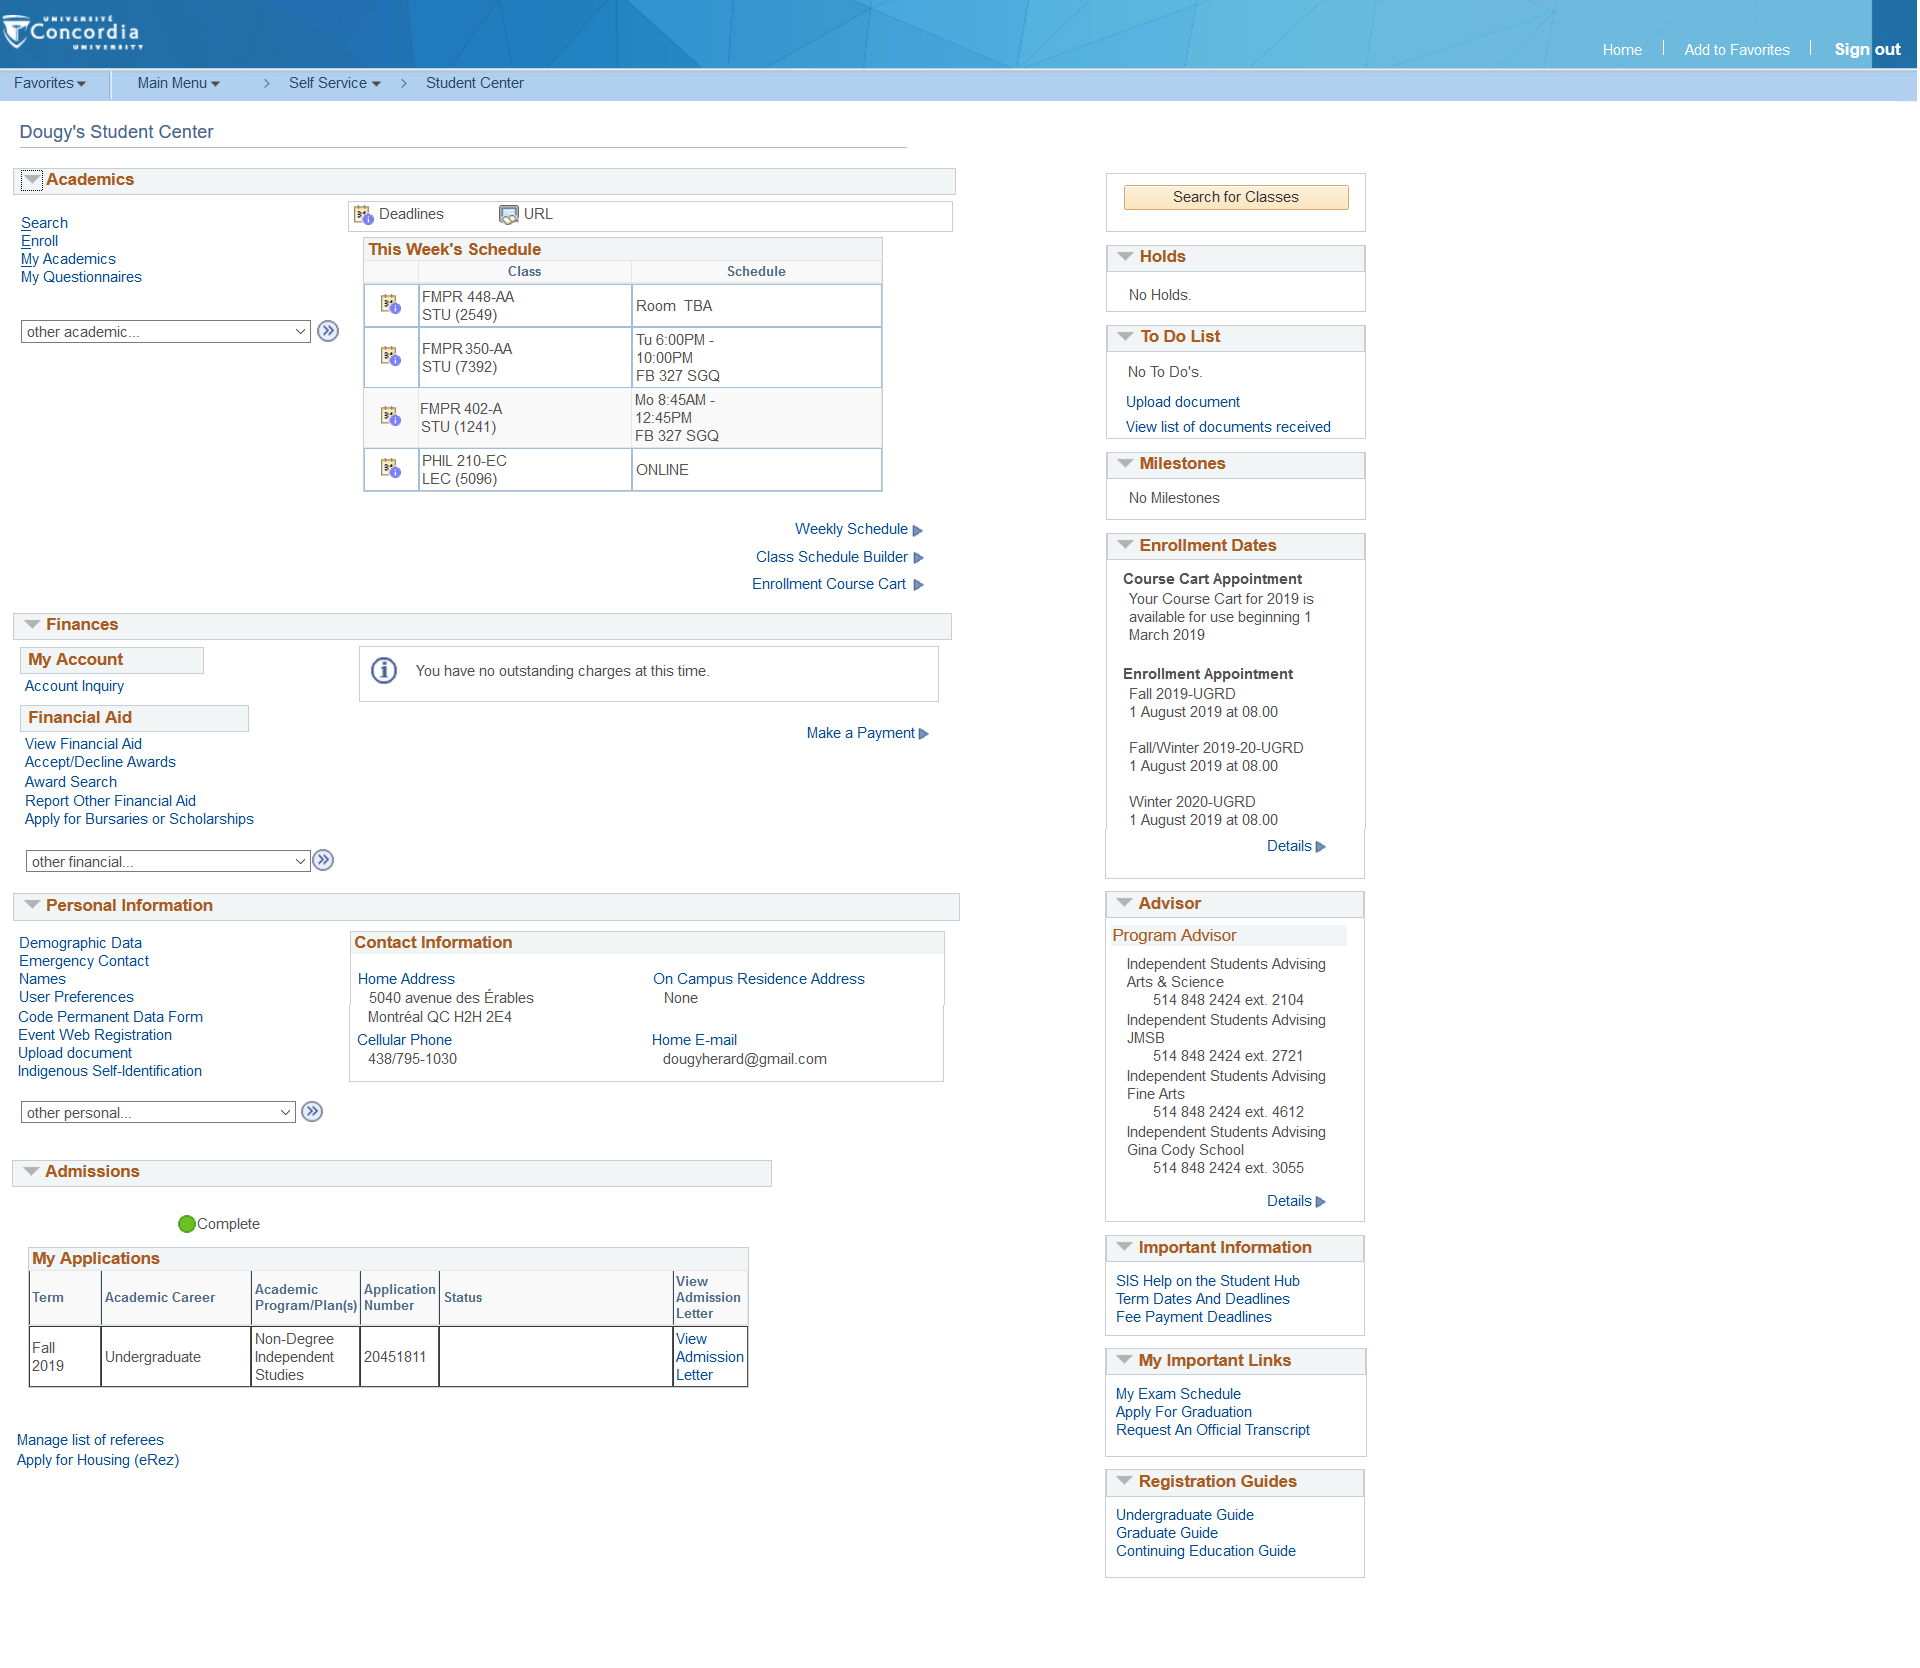 UNIVERSITÉ
Concordia
UNIVERSITY
Home
Add to Favorites
Sign out
Favorites
Main Menu
>
Self Service
>
Student Center
Dougy's Student Center
Academics
Search
Enroll
My Academics
My Questionnaires
other academic...
Deadlines
URL
This Week's Schedule
Class
Schedule
FMPR 448-AA
STU (2549)
Room TBA
FMPR 350-AA
STU (7392)
Tu 6:00PM -
10:00PM
FB 327 SGQ
FMPR 402-A
STU (1241)
Mo 8:45AM -
12:45PM
FB 327 SGQ
PHIL 210-EC
LEC (5096)
ONLINE
Weekly Schedule
Class Schedule Builder
Enrollment Course Cart
Finances
My Account
Account Inquiry
Financial Aid
View Financial Aid
Accept/Decline Awards
Award Search
Report Other Financial Aid
Apply for Bursaries or Scholarships
other financial...
You have no outstanding charges at this time.
Make a Payment
Personal Information
Demographic Data
Emergency Contact
Names
User Preferences
Code Permanent Data Form
Event Web Registration
Upload document
Indigenous Self-Identification
other personal...
Contact Information
Home Address
5040 avenue des Érables
Montréal QC H2H 2E4
On Campus Residence Address
None
Cellular Phone
438/795-1030
Home E-mail
dougyherard@gmail.com
Admissions
Complete
My Applications
Term
Academic Career
Academic
Program/Plan(s)
Application
Number
Status
View
Admission
Letter
Fall
2019
Undergraduate
Non-Degree
Independent
Studies
20451811
View
Admission
Letter
Manage list of referees
Apply for Housing (eRez)
Search for Classes
Holds
No Holds.
To Do List
No To Do's.
Upload document
View list of documents received
Milestones
No Milestones
Enrollment Dates
Course Cart Appointment
Your Course Cart for 2019 is
available for use beginning 1
March 2019
Enrollment Appointment
Fall 2019-UGRD
1 August 2019 at 08.00
Fall/Winter 2019-20-UGRD
1 August 2019 at 08.00
Winter 2020-UGRD
1 August 2019 at 08.00
Details
Advisor
Program Advisor
Independent Students Advising
Arts & Science
514 848 2424 ext. 2104
Independent Students Advising
JMSB
514 848 2424 ext. 2721
Independent Students Advising
Fine Arts
514 848 2424 ext. 4612
Independent Students Advising
Gina Cody School
514 848 2424 ext. 3055
Details
Important Information
SIS Help on the Student Hub
Term Dates And Deadlines
Fee Payment Deadlines
My Important Links
My Exam Schedule
Apply For Graduation
Request An Official Transcript
Registration Guides
Undergraduate Guide
Graduate Guide
Continuing Education Guide